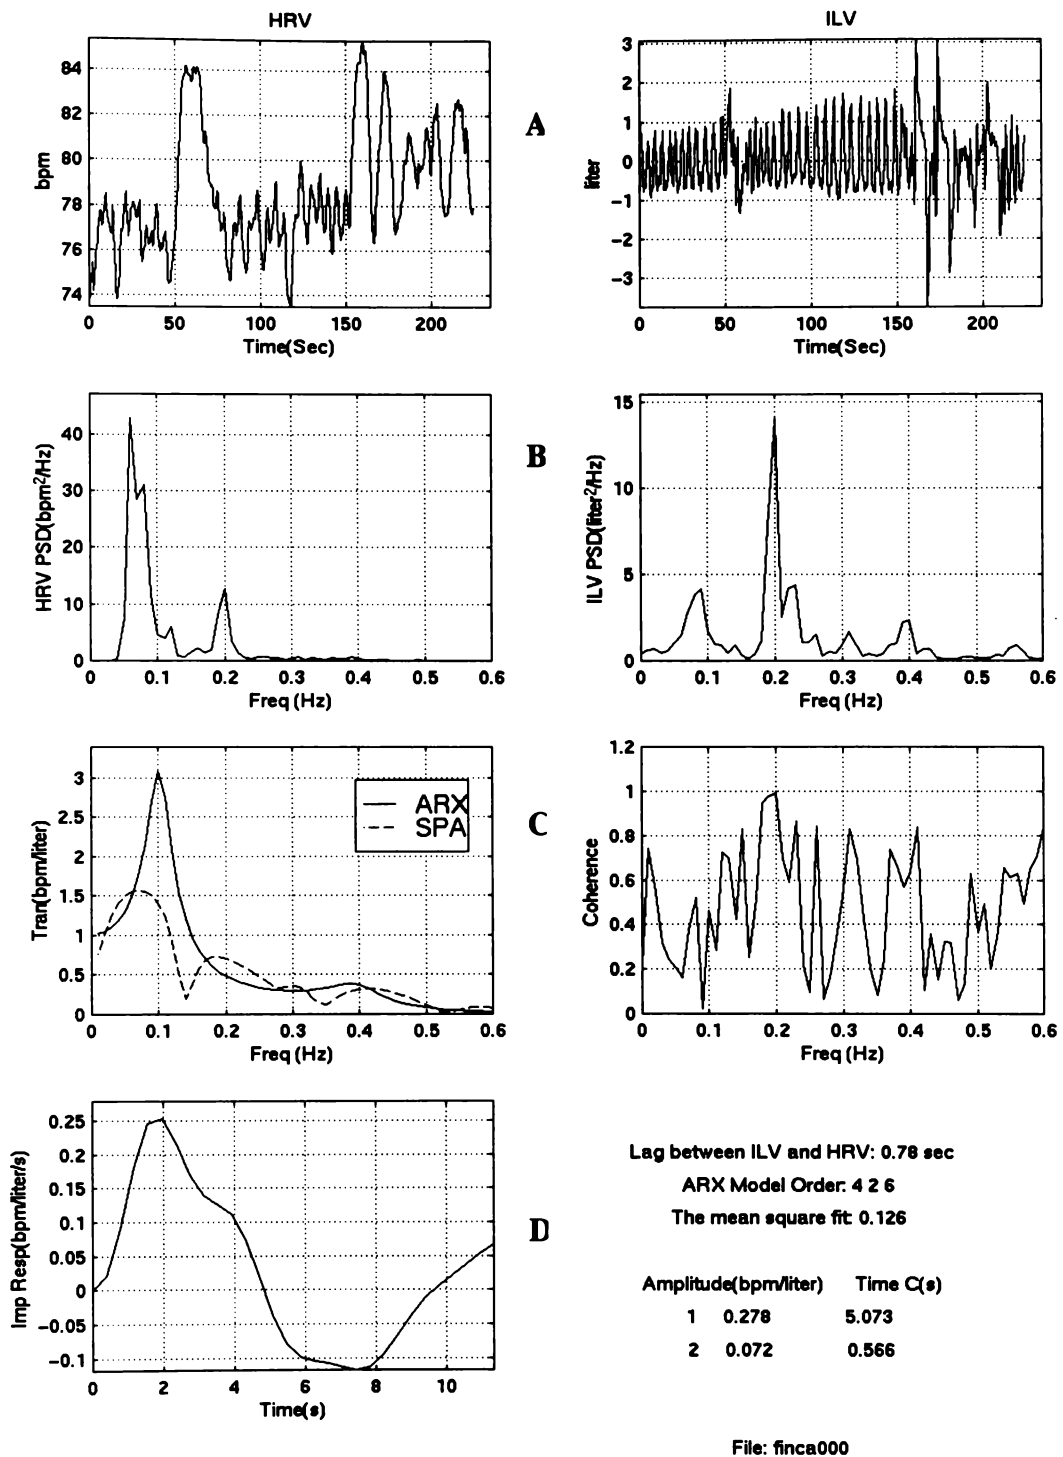 HRV
ILV
84
82
80
78
76
74
bpm
0 50 100 150 200
Time(Sec)
A
3
2
1
0
−1
−2
−3
liter
0 50 100 150 200
Time(Sec)
40
30
20
10
0
HRV PSD(bpm²/Hz)
0 0.1 0.2 0.3 0.4 0.5 0.6
Freq (Hz)
B
15
10
5
0
ILV PSD(liter²/Hz)
0 0.1 0.2 0.3 0.4 0.5 0.6
Freq (Hz)
3
2.5
2
1.5
1
0.5
0
Tran(bpm/liter)
ARX
SPA
0 0.1 0.2 0.3 0.4 0.5 0.6
Freq (Hz)
C
1.2
1
0.8
0.6
0.4
0.2
0
Coherence
0 0.1 0.2 0.3 0.4 0.5 0.6
Freq (Hz)
0.25
0.2
0.15
0.1
0.05
0
−0.05
−0.1
Imp Resp(bpm/liter/s)
0 2 4 6 8 10
Time(s)
D
Lag between ILV and HRV: 0.78 sec
ARX Model Order: 4 2 6
The mean square fit: 0.126
Amplitude(bpm/liter) Time C(s)
1 0.278 5.073
2 0.072 0.566
File: finca000